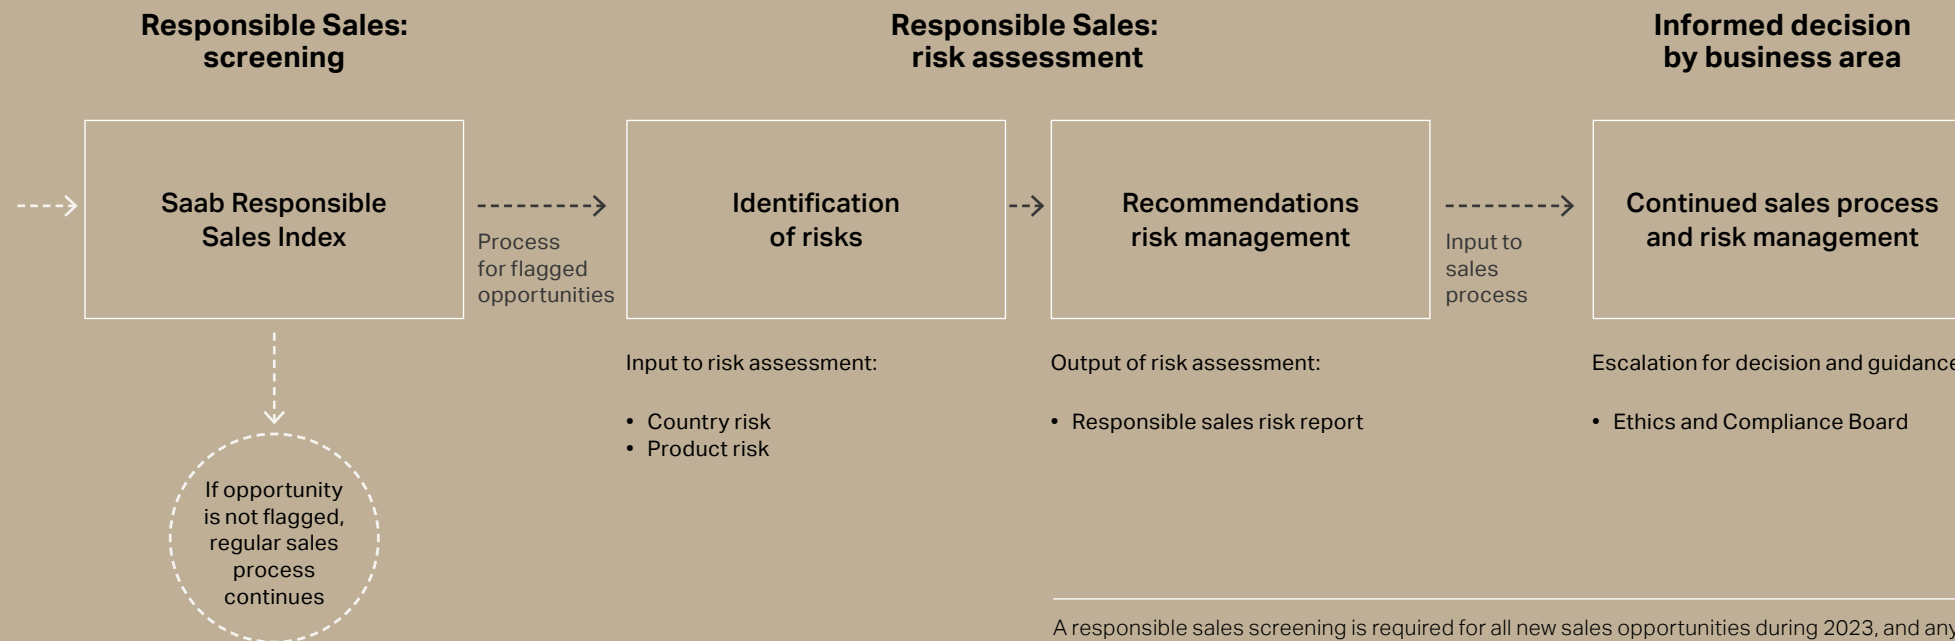 Responsible Sales:
screening
Responsible Sales:
risk assessment
Informed decision
by business area
Saab Responsible
Sales Index
Process
for flagged
opportunities
Identification
of risks
Recommendations
risk management
Input to
sales
process
Continued sales process
and risk management
If opportunity
is not flagged,
regular sales
process
continues
Input to risk assessment:
• Country risk
• Product risk
Output of risk assessment:
• Responsible sales risk report
Escalation for decision and guidance
• Ethics and Compliance Board
A responsible sales screening is required for all new sales opportunities during 2023, and any